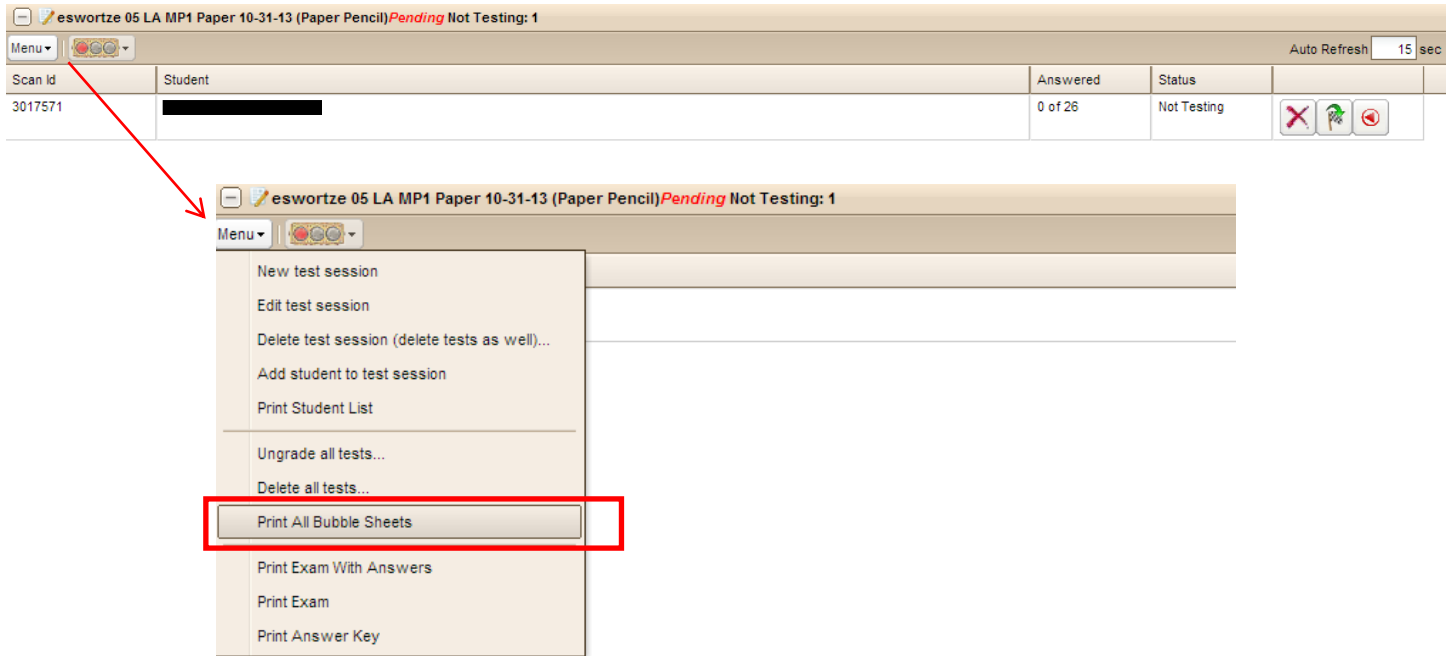 eswortze 05 LA MP1 Paper 10-31-13 (Paper Pencil)Pending Not Testing: 1
Menu Auto Refresh 15 sec
Scan Id Student Answered Status
3017571 0 of 26 Not Testing
eswortze 05 LA MP1 Paper 10-31-13 (Paper Pencil)Pending Not Testing: 1
Menu
New test session
Edit test session
Delete test session (delete tests as well)...
Add student to test session
Print Student List
Ungrade all tests...
Delete all tests...
Print All Bubble Sheets
Print Exam With Answers
Print Exam
Print Answer Key